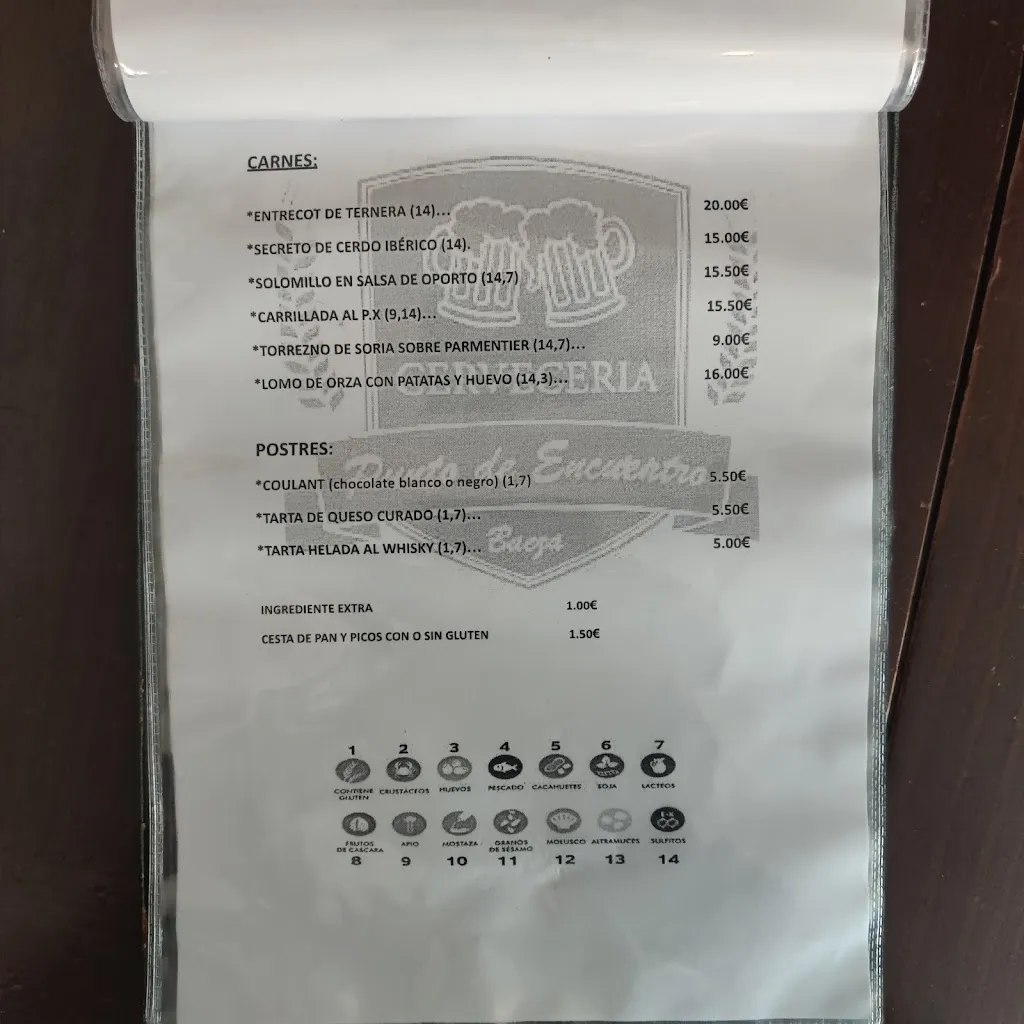 CARNES:
*ENTRECOT DE TERNERA (14)... 20.00€
*SECRETO DE CERDO IBÉRICO (14). 15.00€
*SOLOMILLO EN SALSA DE OPORTO (14,7) 15.50€
*CARRILLADA AL P.X (9,14)... 15.50€
*TORREZNO DE SORIA SOBRE PARMENTIER (14,7)... 9.00€
*LOMO DE ORZA CON PATATAS Y HUEVO (14,3)... 16.00€
CERVECERIA
POSTRES:
Punto de Encuentro
*COULANT (chocolate blanco o negro) (1,7) 5.50€
*TARTA DE QUESO CURADO (1,7)... 5.50€
Baeza
*TARTA HELADA AL WHISKY (1,7)... 5.00€
INGREDIENTE EXTRA 1.00€
CESTA DE PAN Y PICOS CON O SIN GLUTEN 1.50€
1 2 3 4 5 6 7
CONTIENE GLUTEN CRUSTÁCEOS HUEVOS PESCADO CACAHUETES SOJA LÁCTEOS
FRUTOS DE CÁSCARA APIO MOSTAZA GRANOS DE SÉSAMO MOLUSCO ALTRAMUCES SULFITOS
8 9 10 11 12 13 14